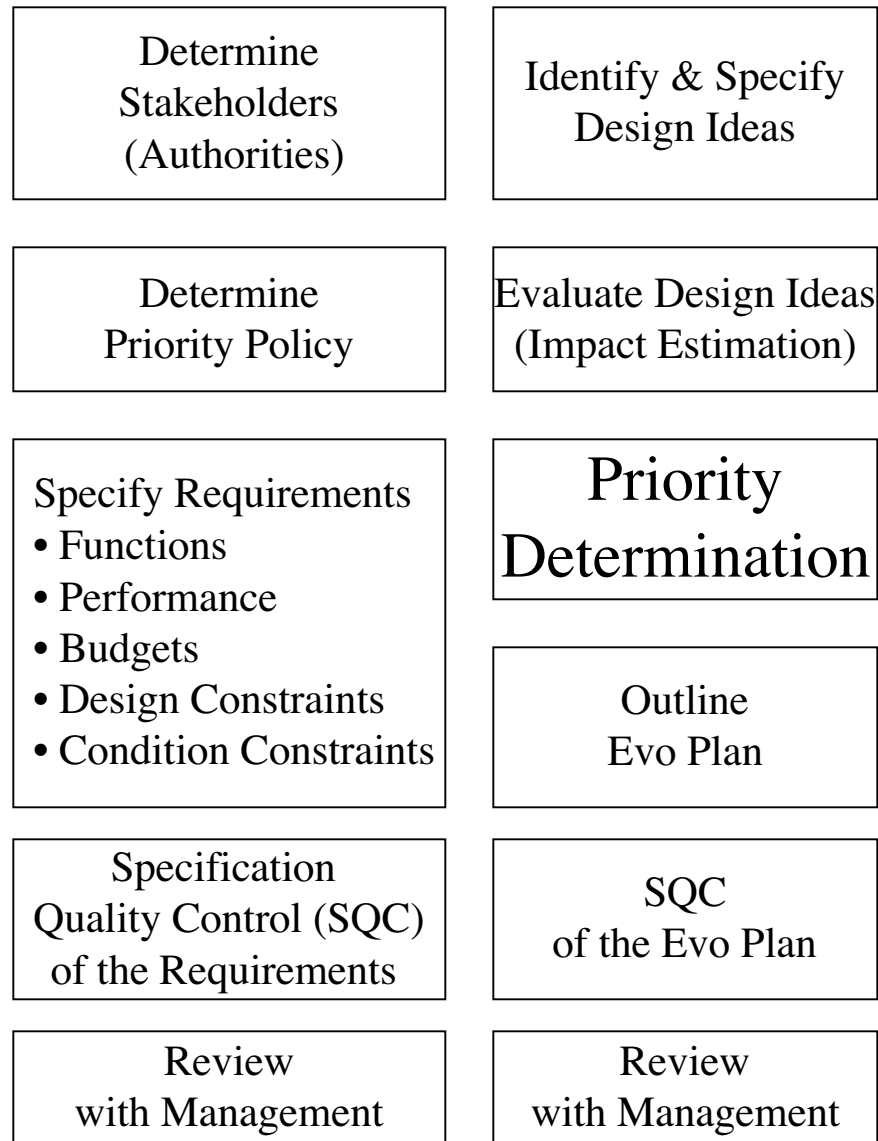 Determine
Stakeholders
(Authorities)
Determine
Priority Policy
Specify Requirements
• Functions
• Performance
• Budgets
• Design Constraints
• Condition Constraints
Specification
Quality Control (SQC)
of the Requirements
Review
with Management
Identify & Specify
Design Ideas
Evaluate Design Ideas
(Impact Estimation)
Priority
Determination
Outline
Evo Plan
SQC
of the Evo Plan
Review
with Management